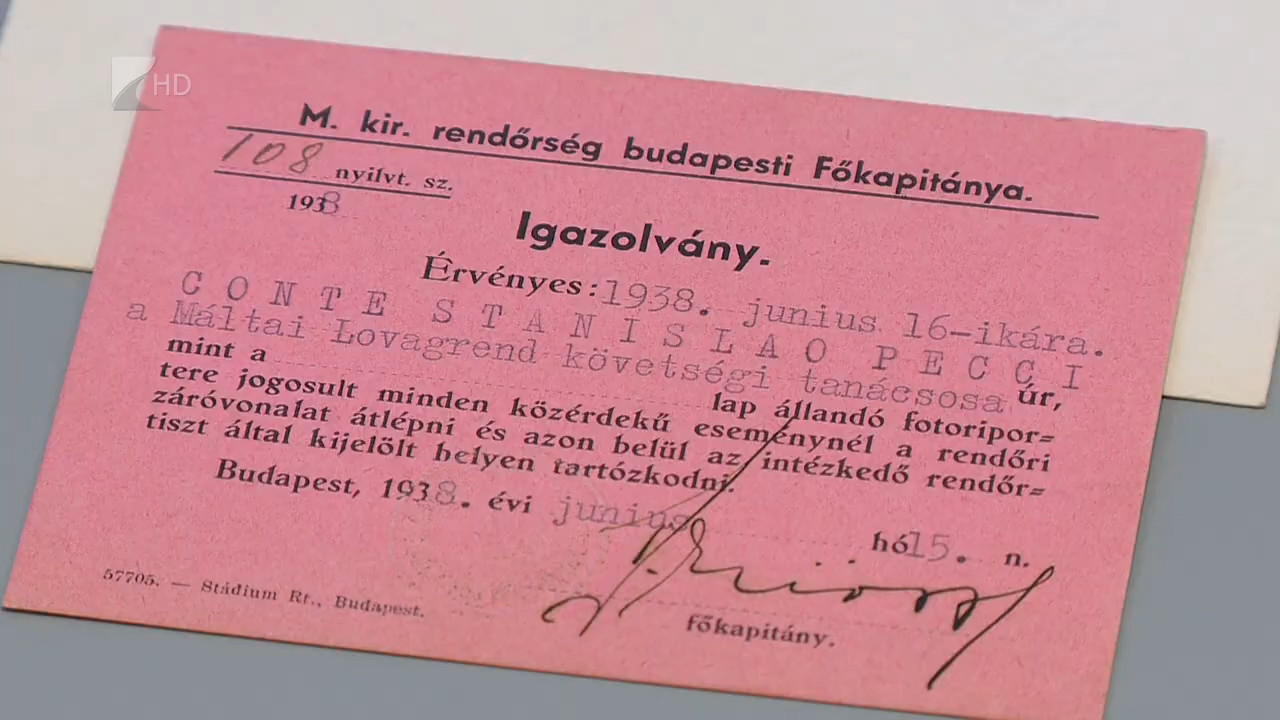 HD
M. kir. rendőrség budapesti Főkapitánya.
108 nyilvt. sz.
1938
Igazolvány.
Érvényes: 1938. junius 16-ikára.
CONTE STANISLAO PECCI
a Máltai Lovagrend követségi tanácsosa úr,
mint a lap állandó fotoripor=
tere jogosult minden közérdekű eseménynél a rendőri
záróvonalat átlépni és azon belül az intézkedő rendőr=
tiszt által kijelölt helyen tartózkodni.
Budapest, 1938. évi junius hó 15. n.
főkapitány.
57705. — Stádium Rt., Budapest.